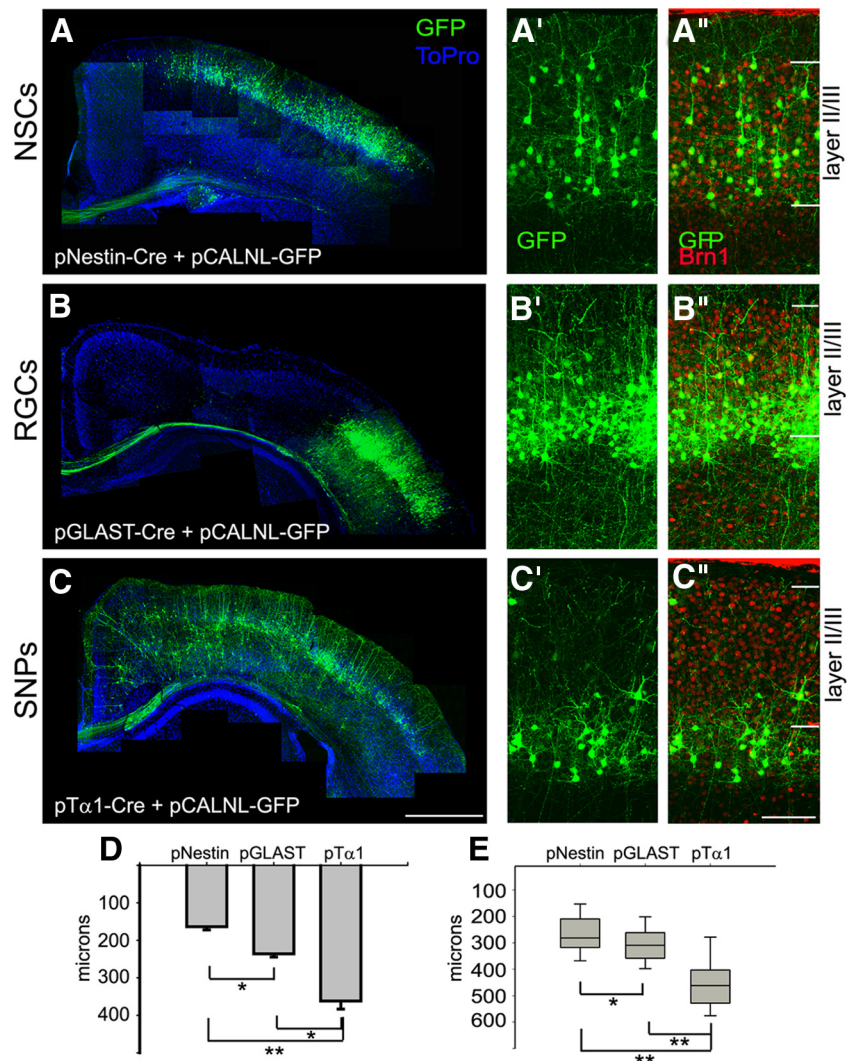 A
GFP
ToPro
NSCs
pNestin-Cre + pCALNL-GFP
A'
GFP
A"
GFP
Brn1
layer II/III
B
RGCs
pGLAST-Cre + pCALNL-GFP
B'
B"
layer II/III
C
SNPs
pTα1-Cre + pCALNL-GFP
C'
C"
layer II/III
D
pNestin pGLAST pTα1
microns
100
200
300
400
*
*
**
E
pNestin pGLAST pTα1
microns
100
200
300
400
500
600
*
**
**